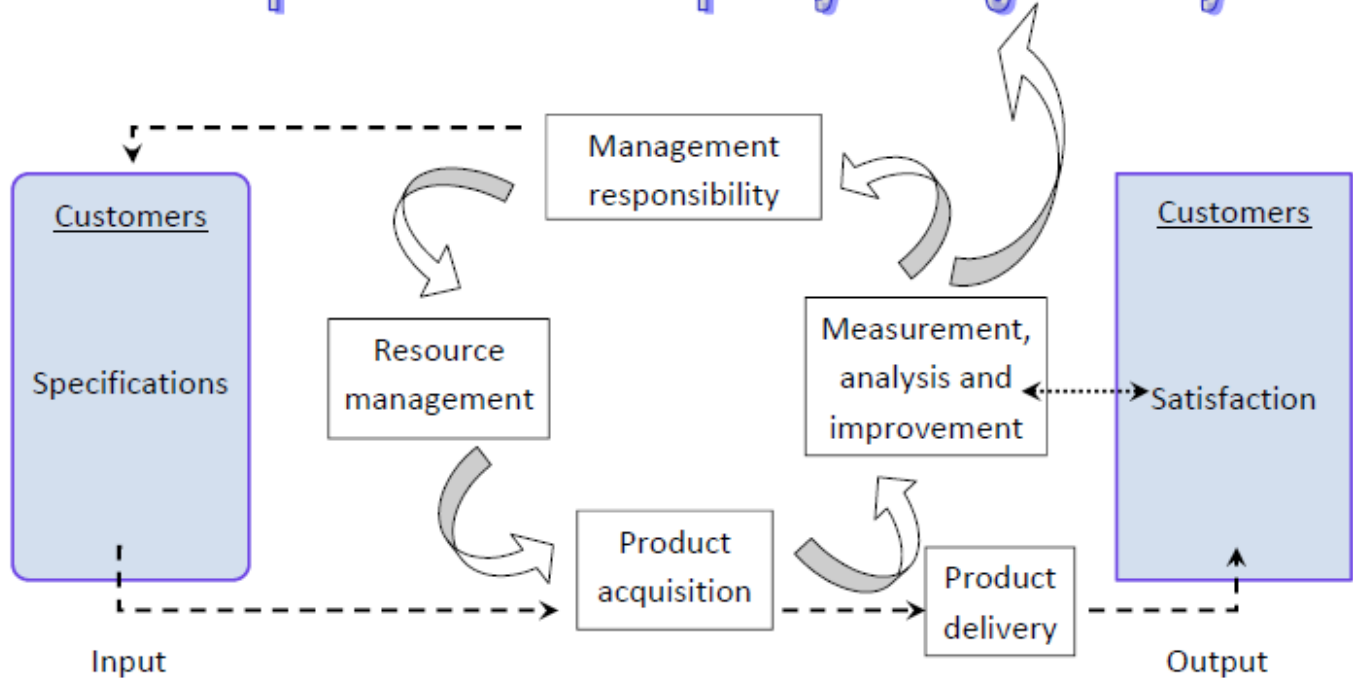 Management
responsibility
Customers
Customers
Resource
management
Measurement,
analysis and
improvement
Specifications
Satisfaction
Product
acquisition
Product
delivery
Input
Output